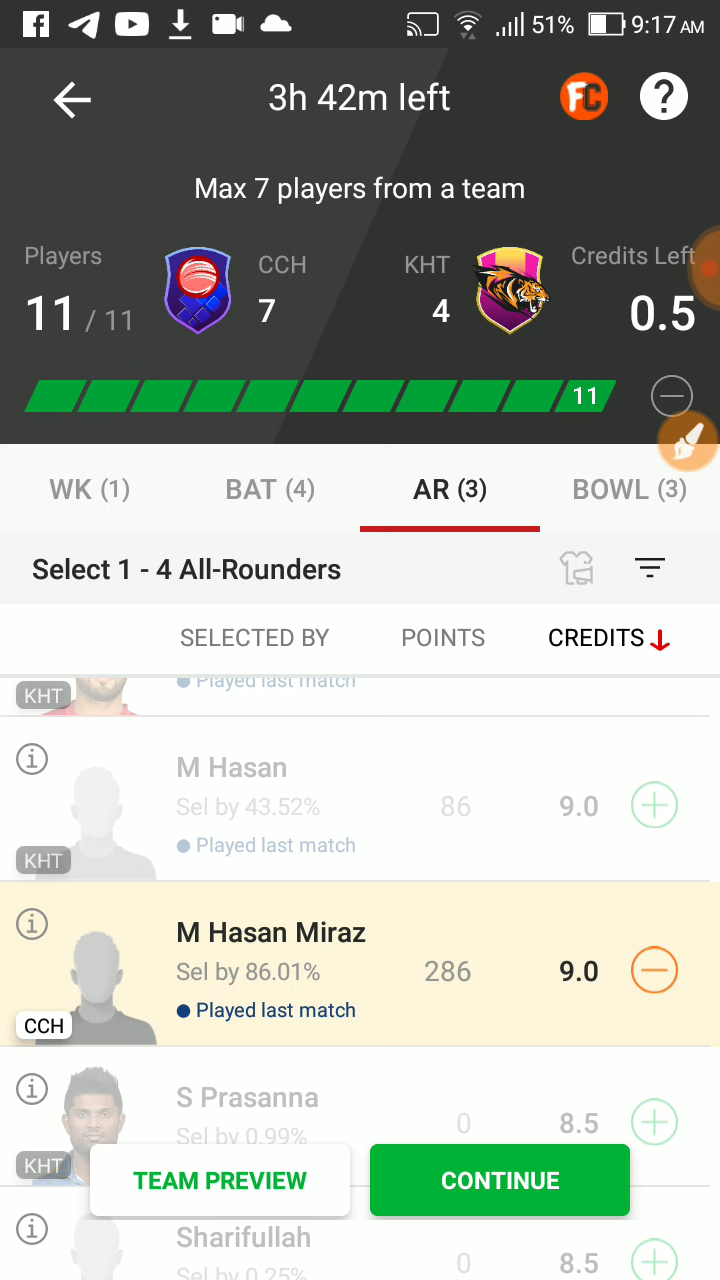 51% 9:17 AM
3h 42m left
FC
?
Max 7 players from a team
Players CCH KHT Credits Left
11 / 11 7 4 0.5
11
WK (1) BAT (4) AR (3) BOWL (3)
Select 1 - 4 All-Rounders
SELECTED BY POINTS CREDITS
KHT Played last match
M Hasan
Sel by 43.52% 86 9.0
Played last match
KHT
M Hasan Miraz
Sel by 86.01% 286 9.0
Played last match
CCH
S Prasanna
Sel by 0.99% 0 8.5
KHT
TEAM PREVIEW CONTINUE
Sharifullah
Sel by 0.25% 0 8.5